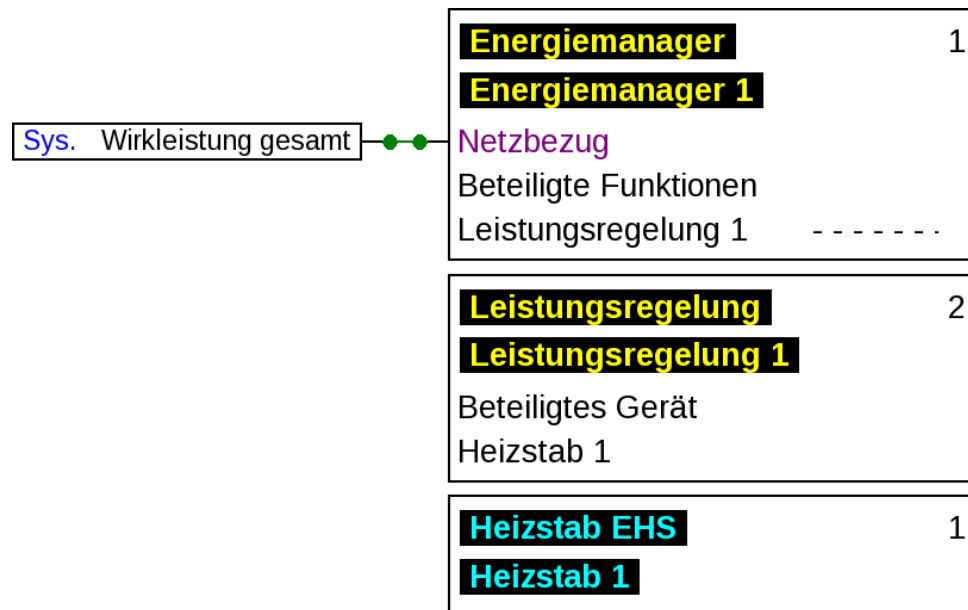 Energiemanager 1
Energiemanager 1
Sys. Wirkleistung gesamt
Netzbezug
Beteiligte Funktionen
Leistungsregelung 1 - - - - - - -
Leistungsregelung 2
Leistungsregelung 1
Beteiligtes Gerät
Heizstab 1
Heizstab EHS 1
Heizstab 1